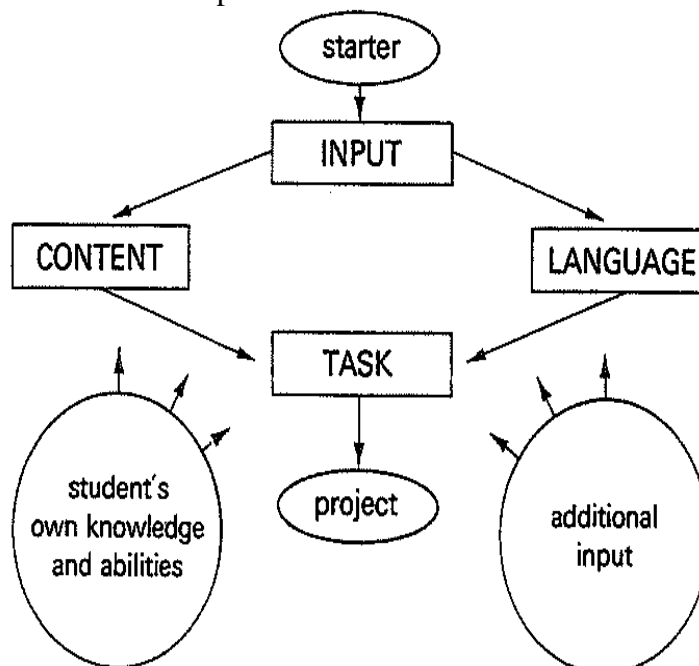 starter
INPUT
CONTENT
LANGUAGE
TASK
student's
own knowledge
and abilities
project
additional
input